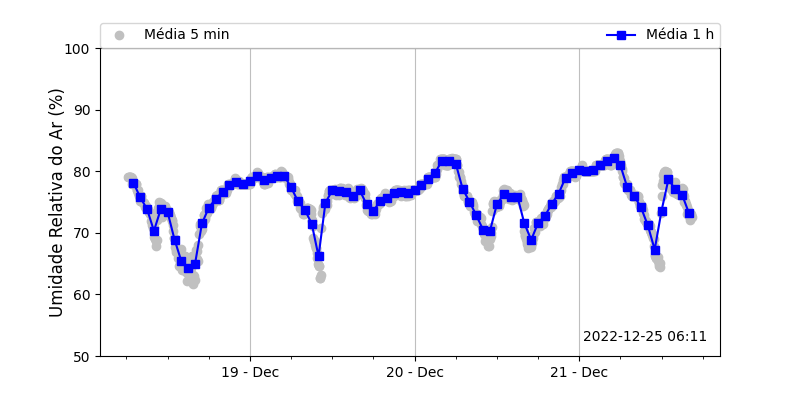 Média 5 min
Média 1 h
Umidade Relativa do Ar (%)
100
90
80
70
60
50
2022-12-25 06:11
19 - Dec
20 - Dec
21 - Dec